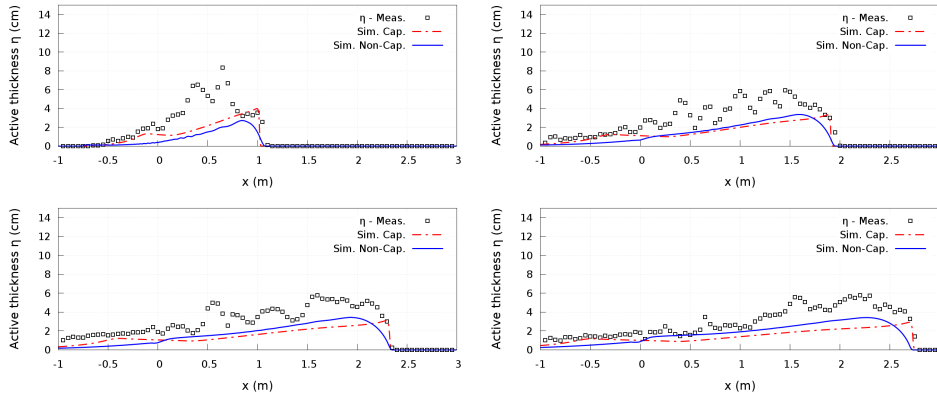 Active thickness η (cm)
14
12
10
8
6
4
2
0
η - Meas.
Sim. Cap.
Sim. Non-Cap.
-1 -0.5 0 0.5 1 1.5 2 2.5 3
x (m)
Active thickness η (cm)
14
12
10
8
6
4
2
0
η - Meas.
Sim. Cap.
Sim. Non-Cap.
-1 -0.5 0 0.5 1 1.5 2 2.5 3
x (m)
Active thickness η (cm)
14
12
10
8
6
4
2
0
η - Meas.
Sim. Cap.
Sim. Non-Cap.
-1 -0.5 0 0.5 1 1.5 2 2.5 3
x (m)
Active thickness η (cm)
14
12
10
8
6
4
2
0
η - Meas.
Sim. Cap.
Sim. Non-Cap.
-1 -0.5 0 0.5 1 1.5 2 2.5
x (m)